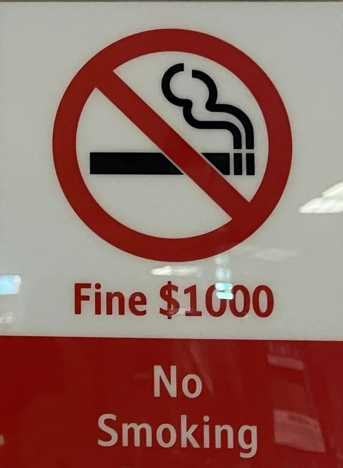 Fine $1000
No
Smoking